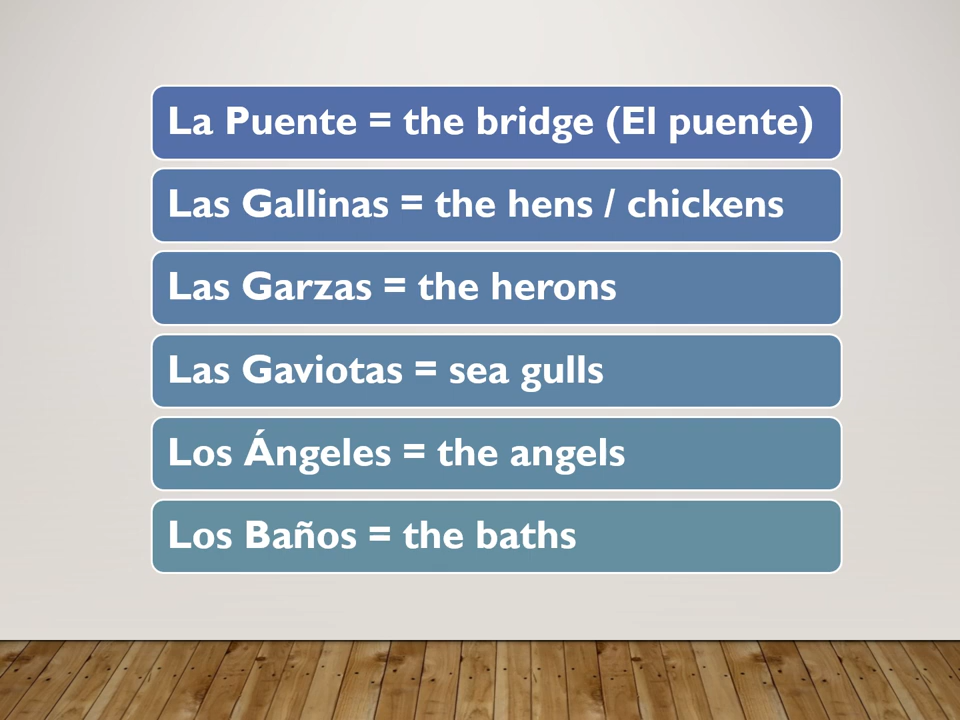 La Puente = the bridge (El puente)
Las Gallinas = the hens / chickens
Las Garzas = the herons
Las Gaviotas = sea gulls
Los Ángeles = the angels
Los Baños = the baths